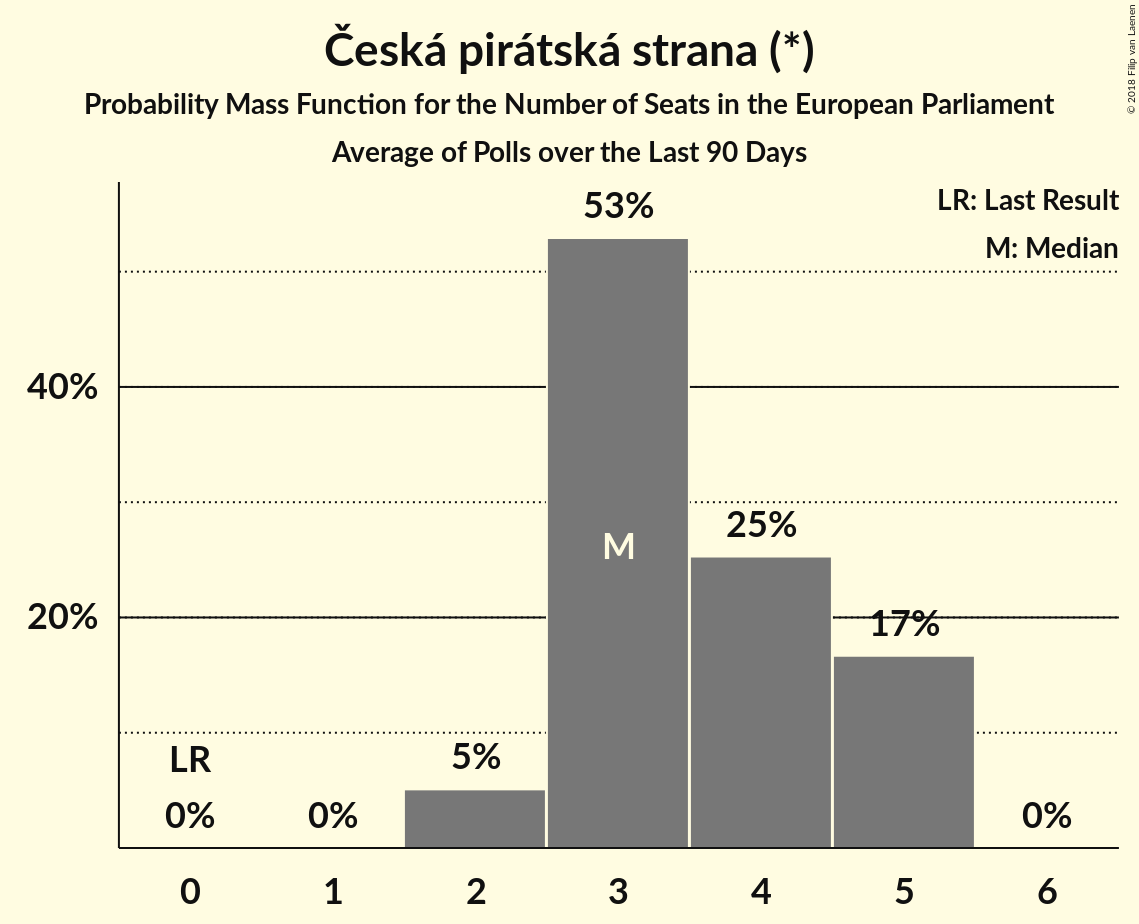 Česká pirátská strana (*)
Probability Mass Function for the Number of Seats in the European Parliament
Average of Polls over the Last 90 Days
© 2018 Filip van Laenen
LR: Last Result
M: Median
53%
40%
25%
M
20%
17%
LR
5%
0%
0%
0%
0 1 2 3 4 5 6